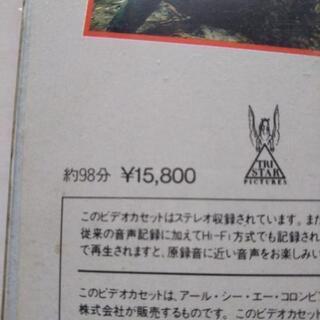 約98分 ¥15,800
TRI
STAR
PICTURES
このビデオカセットはステレオ収録されています。また
従来の音声記録に加えてHi-Fi方式でも記録され
で再生されますと、原録音に近い音声をお楽しみい
このビデオカセットは、アール・シー・エー・コロンビ
株式会社が販売するものです。このビデオカセット